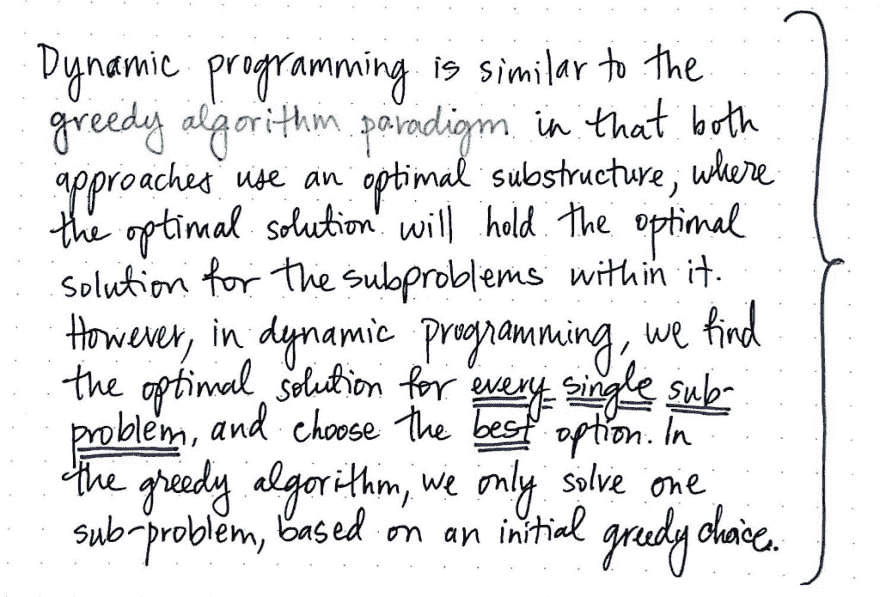 Dynamic programming is similar to the
greedy algorithm paradigm in that both
approaches use an optimal substructure, where
the optimal solution will hold the optimal
solution for the subproblems within it.
However, in dynamic programming, we find
the optimal solution for every single sub-
problem, and choose the best option. In
the greedy algorithm, we only solve one
sub-problem, based on an initial greedy choice.